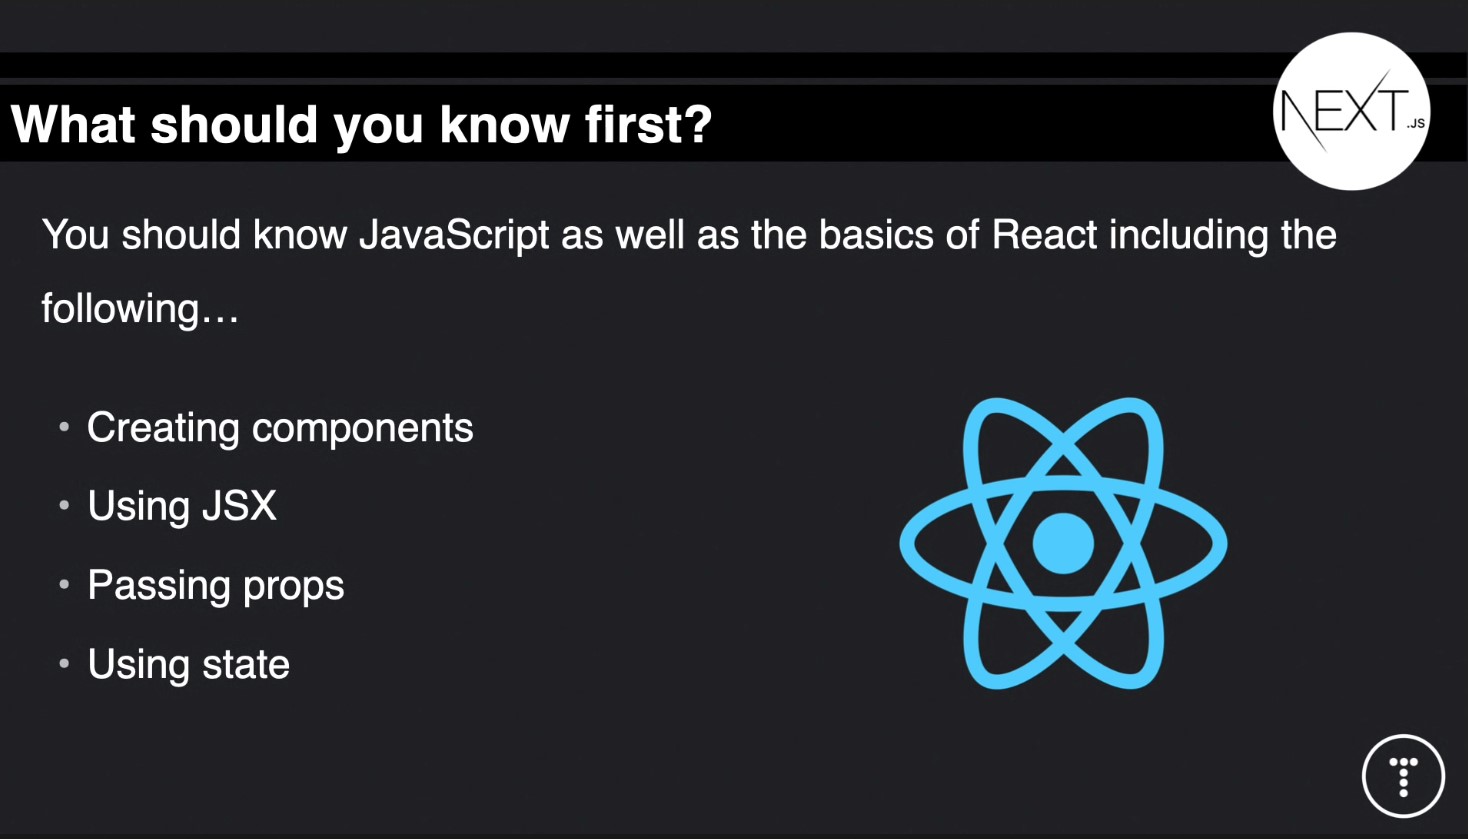 NEXT.JS
What should you know first?
You should know JavaScript as well as the basics of React including the
following…
• Creating components
• Using JSX
• Passing props
• Using state
T